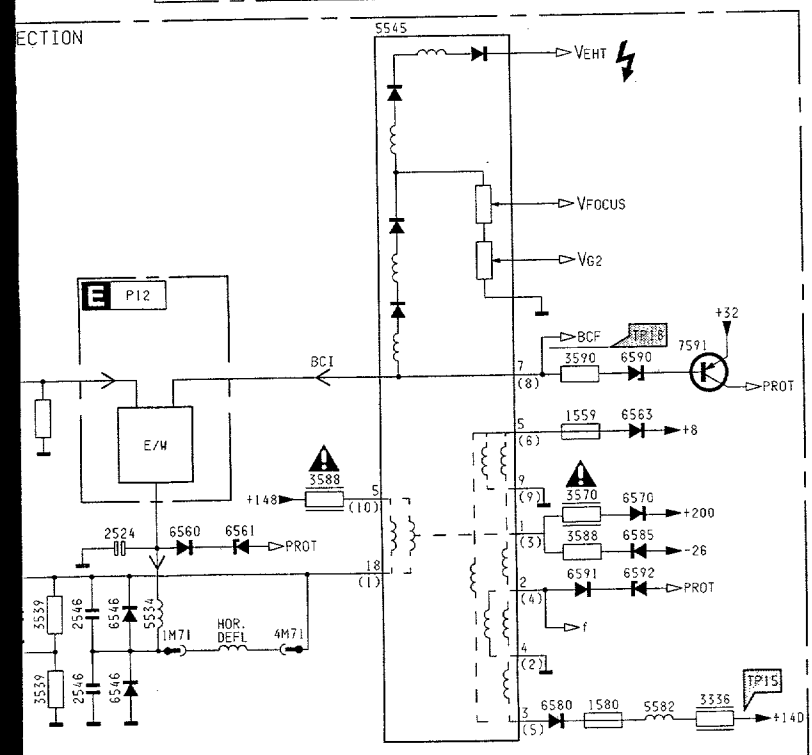 ECTION
5545
VEHT
VFOCUS
VG2
E P12
+32
BCF
TP18
7591
BCI
7
(8)
3590
6590
PROT
E/W
5
(6)
1559
6563
+8
3588
+148
5
(10)
9
(9)
3570
6570
+200
1
(3)
3588
6585
-26
2524
6560
6561
PROT
18
(1)
2
(4)
6591
6592
PROT
f
3539
2546
6546
5534
1M71
HOR.
DEFL
4M71
4
(2)
3539
2546
6546
3
(5)
6580
1580
5582
3336
TP15
+140